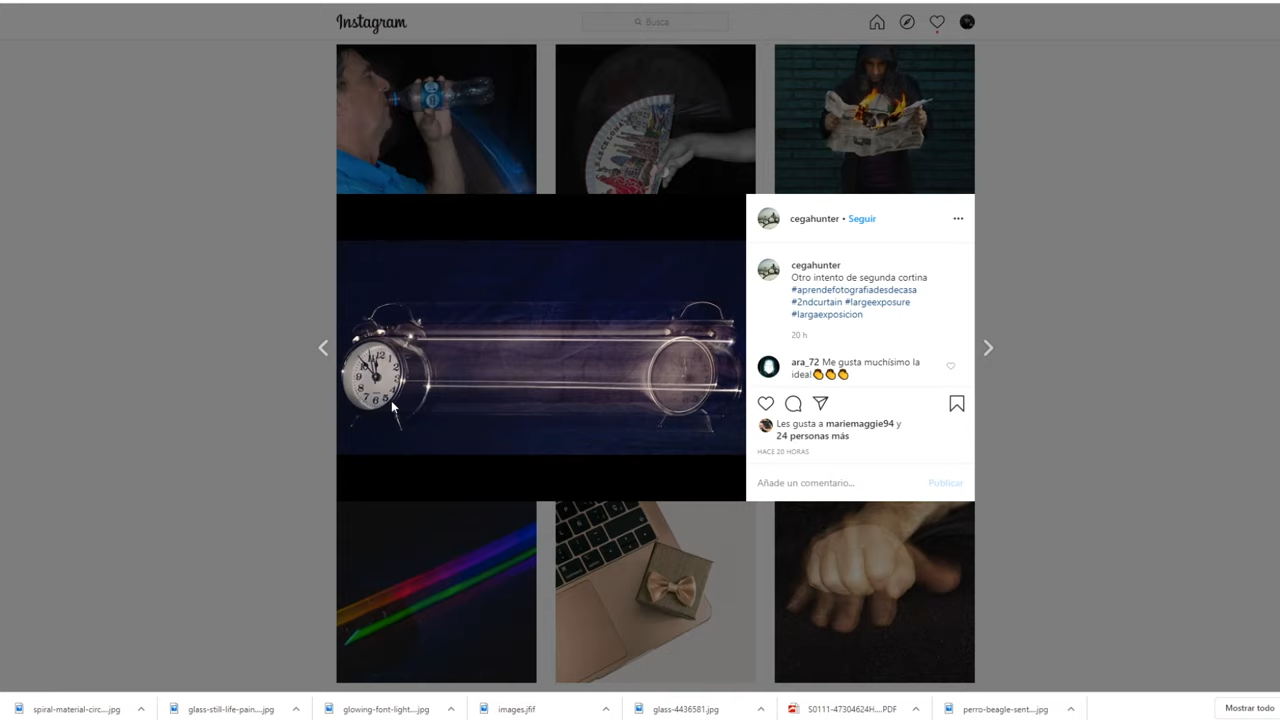 Instagram
Busca
BARCELONA
cegahunter • Seguir
cegahunter
Otro intento de segunda cortina
#aprendefotografiadesdecasa
#2ndcurtain #largeexposure
#largaexposicion
20 h
ara_72 Me gusta muchísimo la
idea!👏👏👏
Les gusta a mariemaggie94 y
24 personas más
HACE 20 HORAS
Añade un comentario...
Publicar
spiral-material-circ....jpg
glass-still-life-pain....jpg
glowing-font-light....jpg
images.jfif
glass-4436581.jpg
S0111-47304624H....PDF
perro-beagle-sent....jpg
Mostrar todo